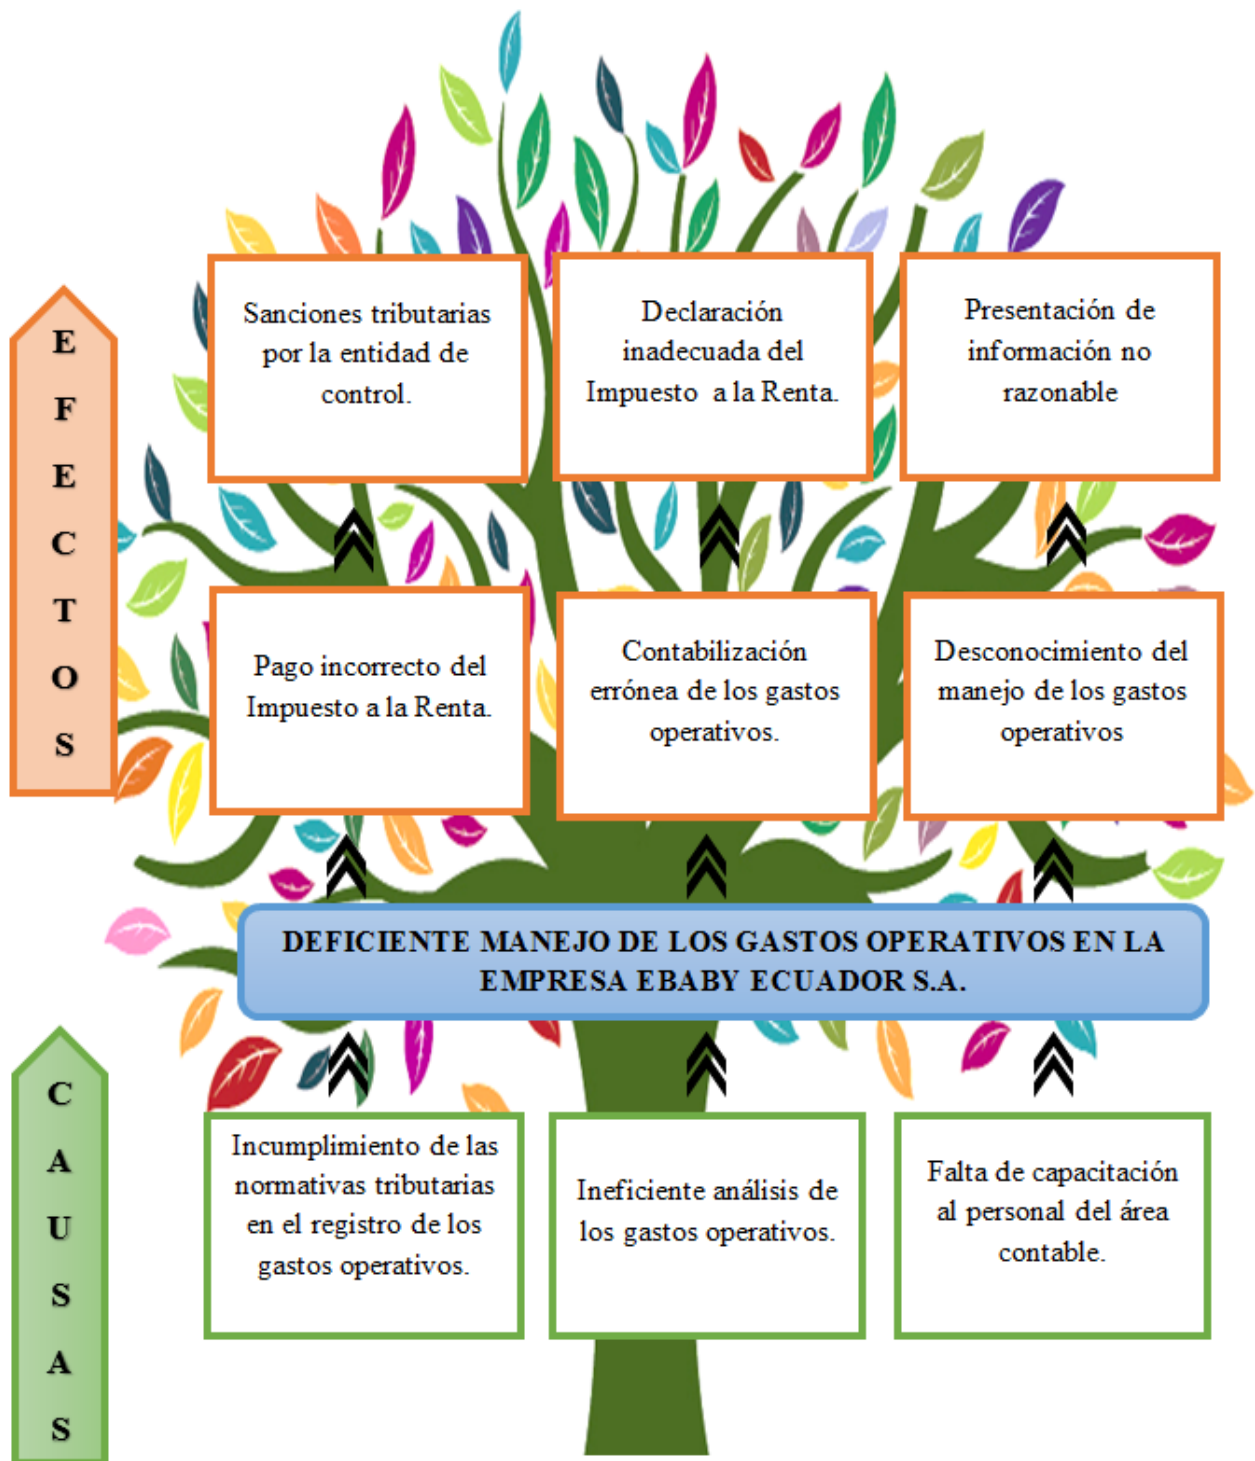 EFECTOS
Sanciones tributarias
por la entidad de
control.
Declaración
inadecuada del
Impuesto a la Renta.
Presentación de
información no
razonable
Pago incorrecto del
Impuesto a la Renta.
Contabilización
errónea de los gastos
operativos.
Desconocimiento del
manejo de los gastos
operativos
DEFICIENTE MANEJO DE LOS GASTOS OPERATIVOS EN LA
EMPRESA EBABY ECUADOR S.A.
CAUSAS
Incumplimiento de las
normativas tributarias
en el registro de los
gastos operativos.
Ineficiente análisis de
los gastos operativos.
Falta de capacitación
al personal del área
contable.